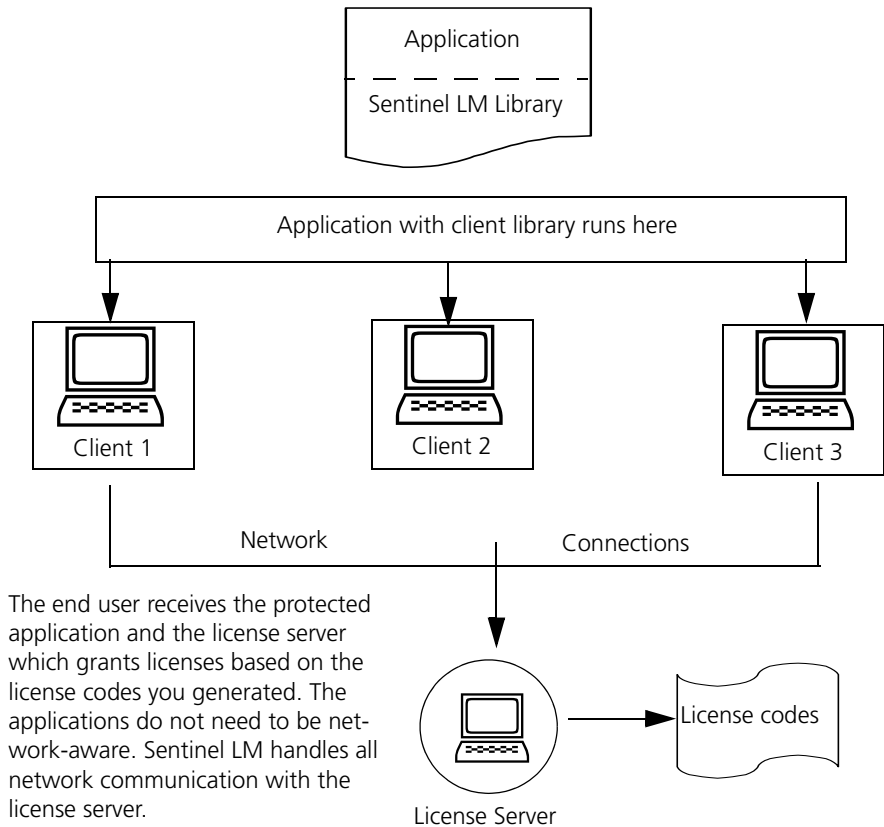 Application
Sentinel LM Library
Application with client library runs here
Client 1
Client 2
Client 3
Network
Connections
The end user receives the protected
application and the license server
which grants licenses based on the
license codes you generated. The
applications do not need to be net-
work-aware. Sentinel LM handles all
network communication with the
license server.
License codes
License Server